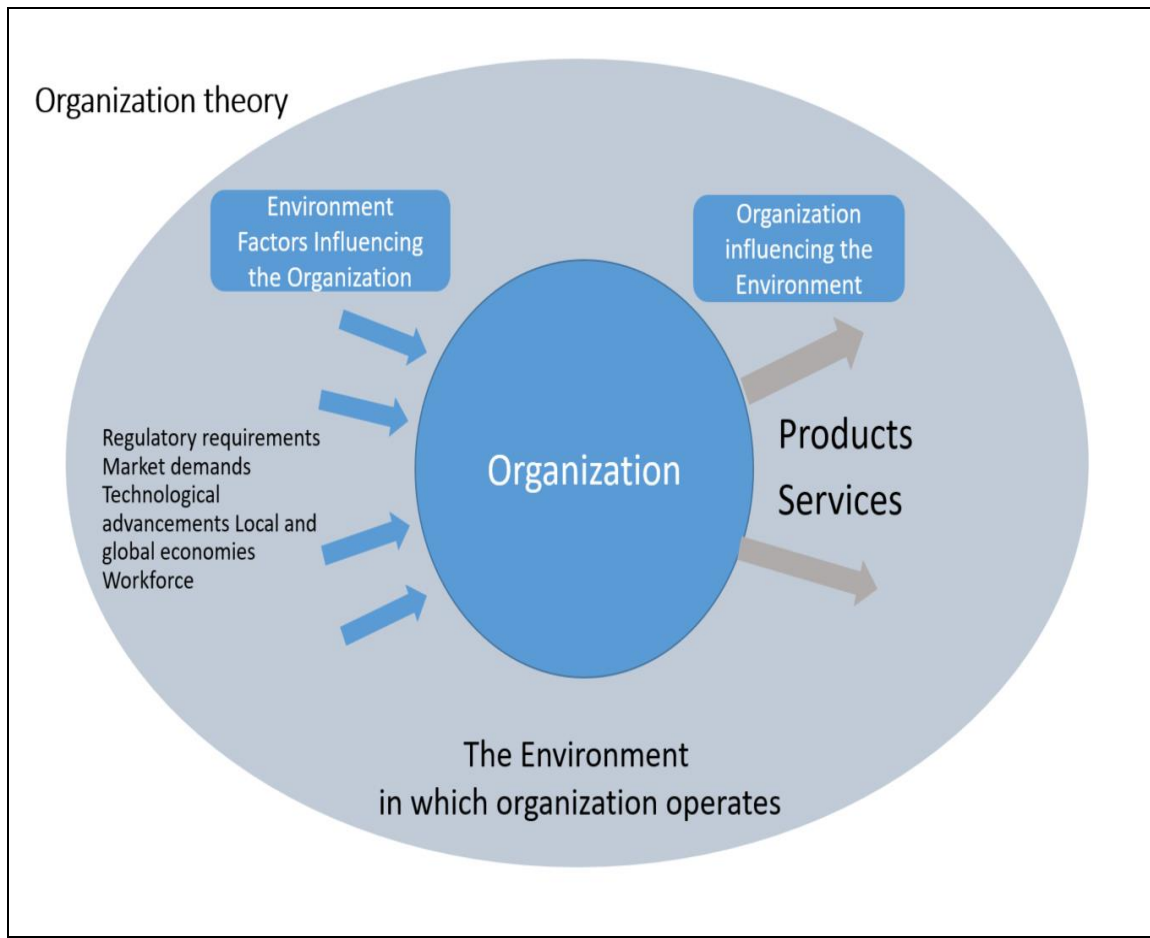 Organization theory
Environment
Factors Influencing
the Organization
Organization
influencing the
Environment
Regulatory requirements
Market demands
Technological
advancements Local and
global economies
Workforce
Organization
Products
Services
The Environment
in which organization operates